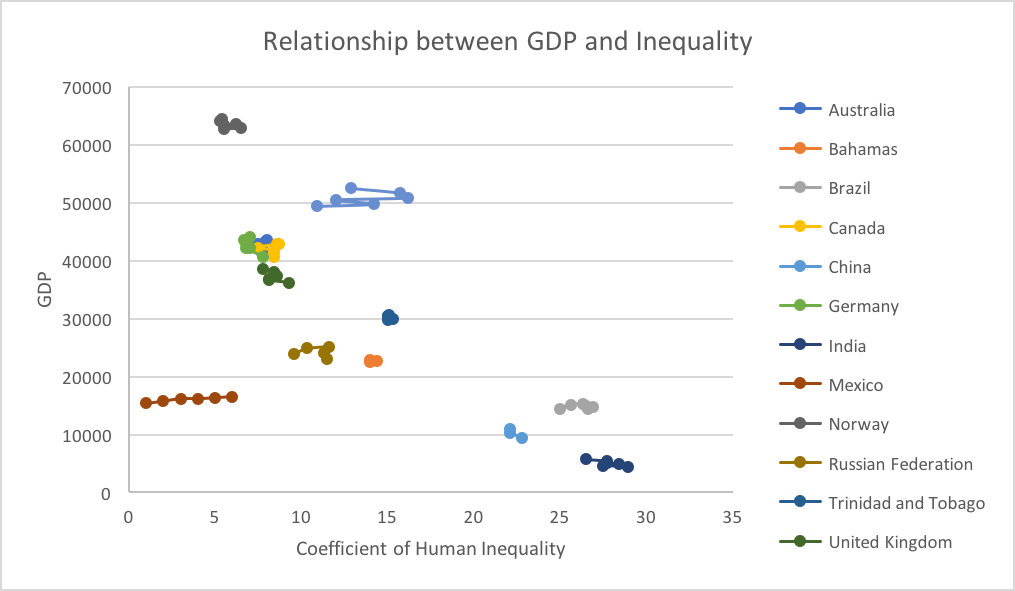 Relationship between GDP and Inequality
70000
60000
50000
40000
30000
20000
10000
0
GDP
0 5 10 15 20 25 30 35
Coefficient of Human Inequality
Australia
Bahamas
Brazil
Canada
China
Germany
India
Mexico
Norway
Russian Federation
Trinidad and Tobago
United Kingdom